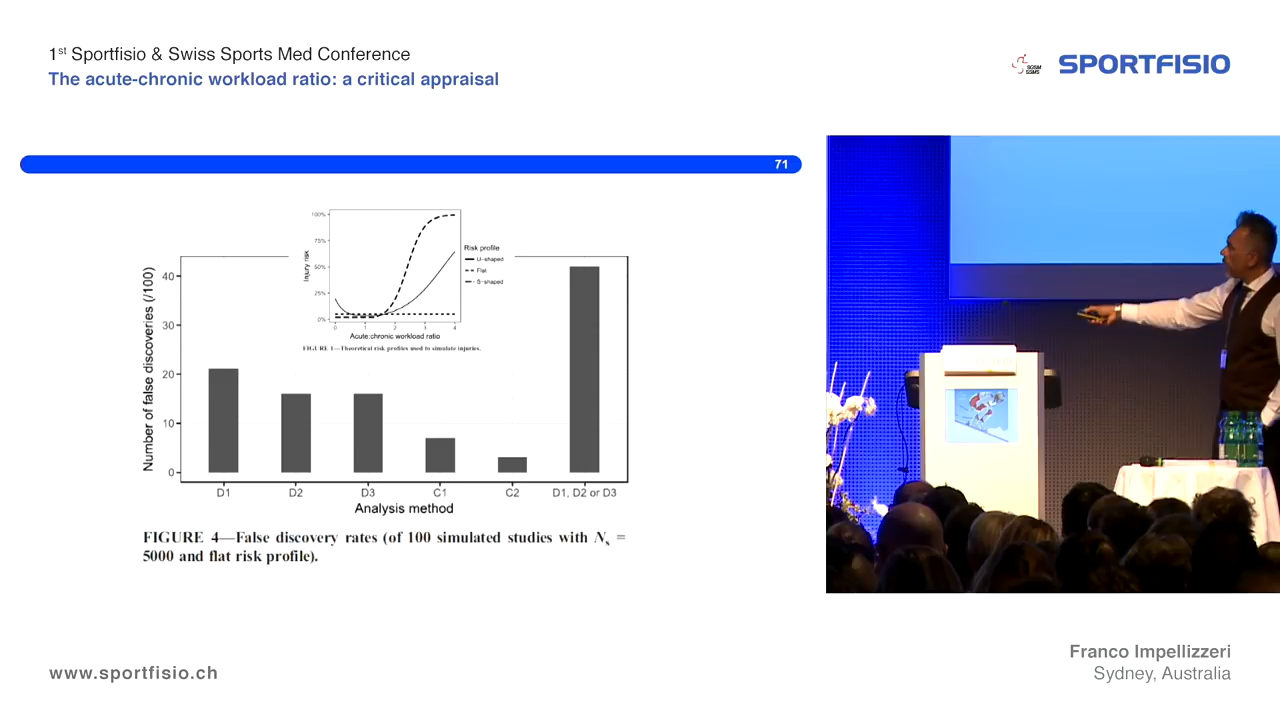 1st Sportfisio & Swiss Sports Med Conference
The acute-chronic workload ratio: a critical appraisal
SGSM
SSMS
SPORTFISIO
71
100%
75%
50%
25%
0%
Injury risk
0 1 2 3 4
Acute:chronic workload ratio
Risk profile
U-shaped
Flat
S-shaped
FIGURE 1—Theoretical risk profiles used to simulate injuries.
Number of false discoveries (/100)
40
30
20
10
0
D1 D2 D3 C1 C2 D1, D2 or D3
Analysis method
FIGURE 4—False discovery rates (of 100 simulated studies with Ns =
5000 and flat risk profile).
www.sportfisio.ch
Franco Impellizzeri
Sydney, Australia